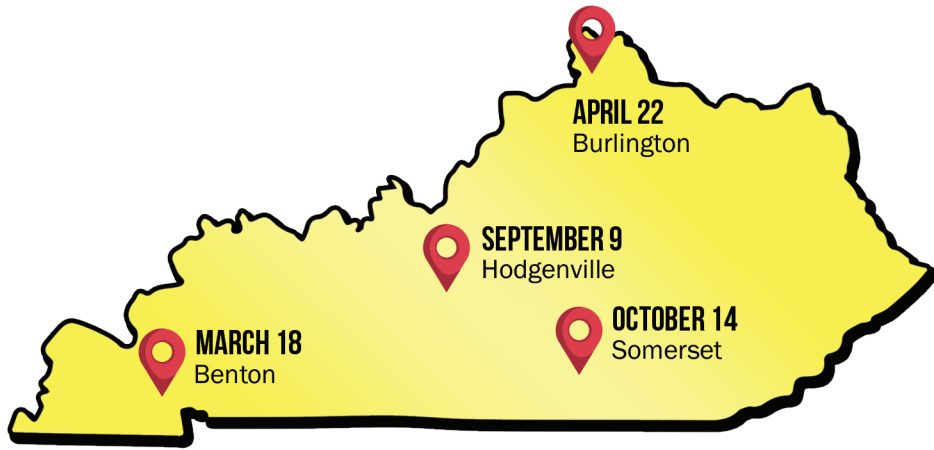 APRIL 22
Burlington
SEPTEMBER 9
Hodgenville
OCTOBER 14
Somerset
MARCH 18
Benton